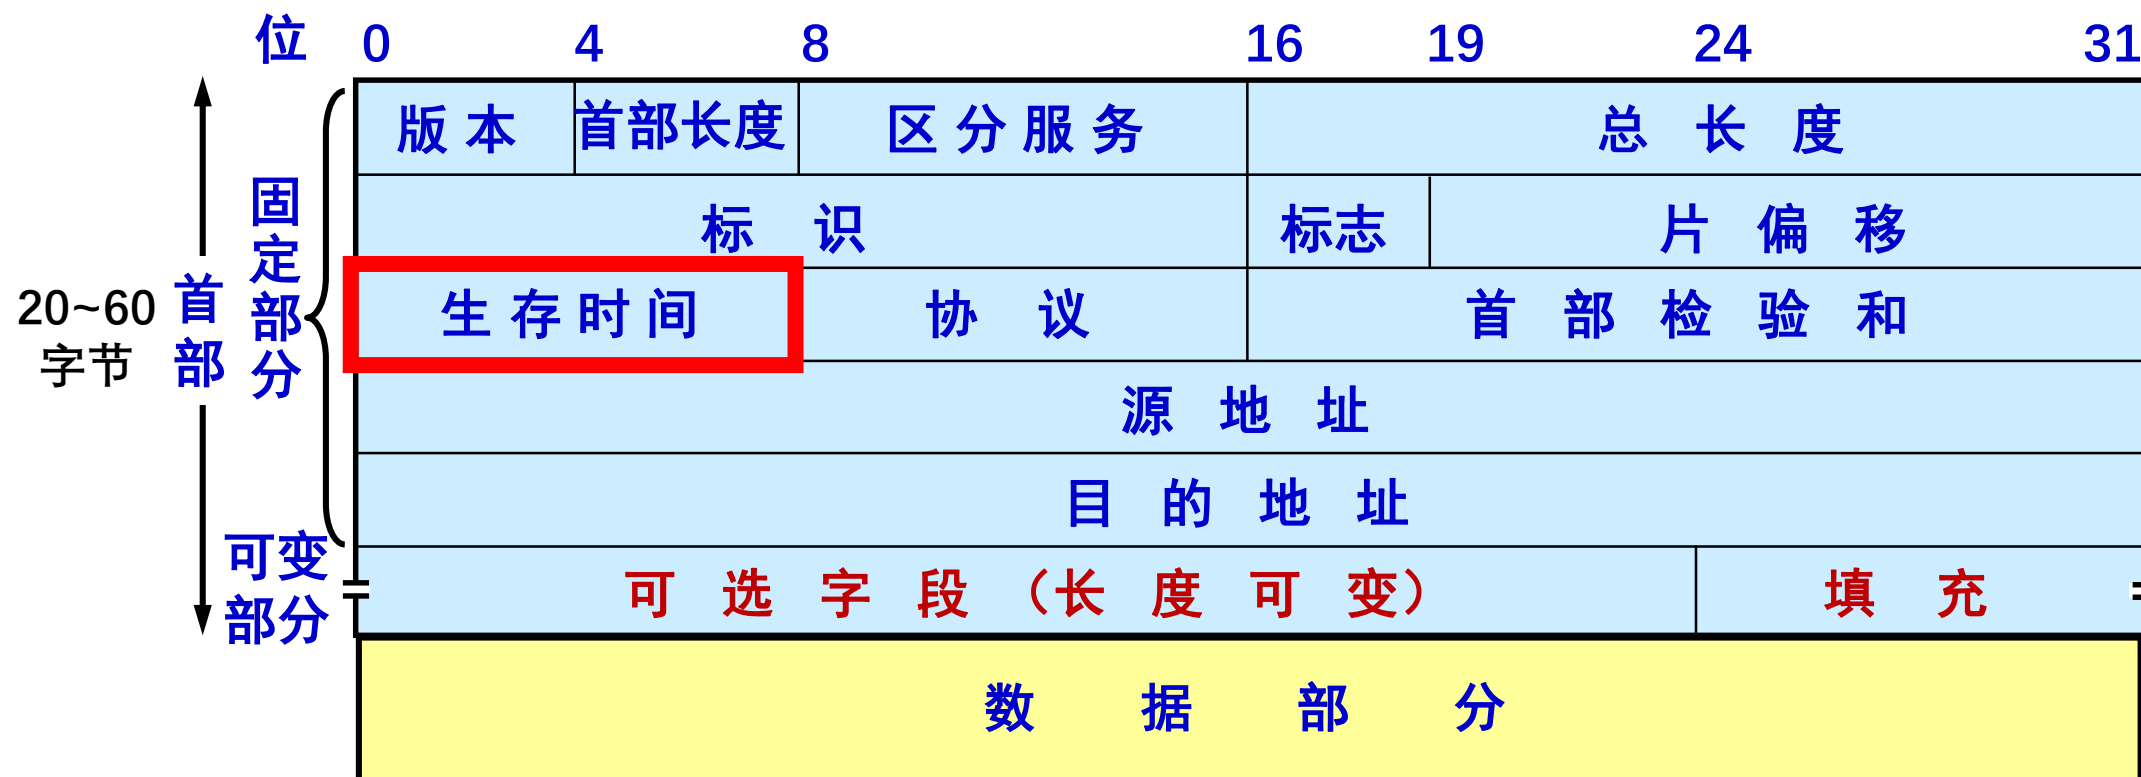 位 0 4 8 16 19 24 31
版本 首部长度 区分服务 总长度
标识 标志 片偏移
生存时间 协议 首部检验和
源地址
目的地址
可选字段（长度可变） 填充
数据部分
固定部分
首部
20~60
字节
可变
部分